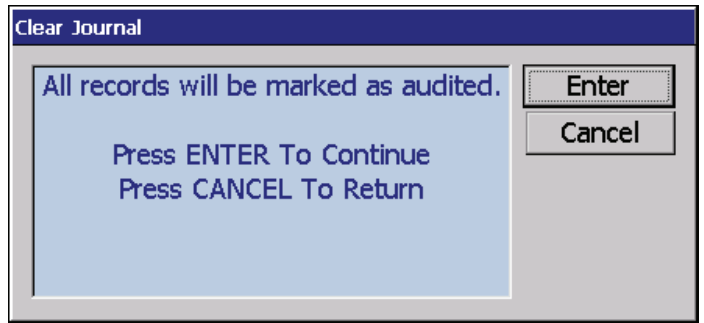 Clear Journal
All records will be marked as audited.
Press ENTER To Continue
Press CANCEL To Return
Enter
Cancel